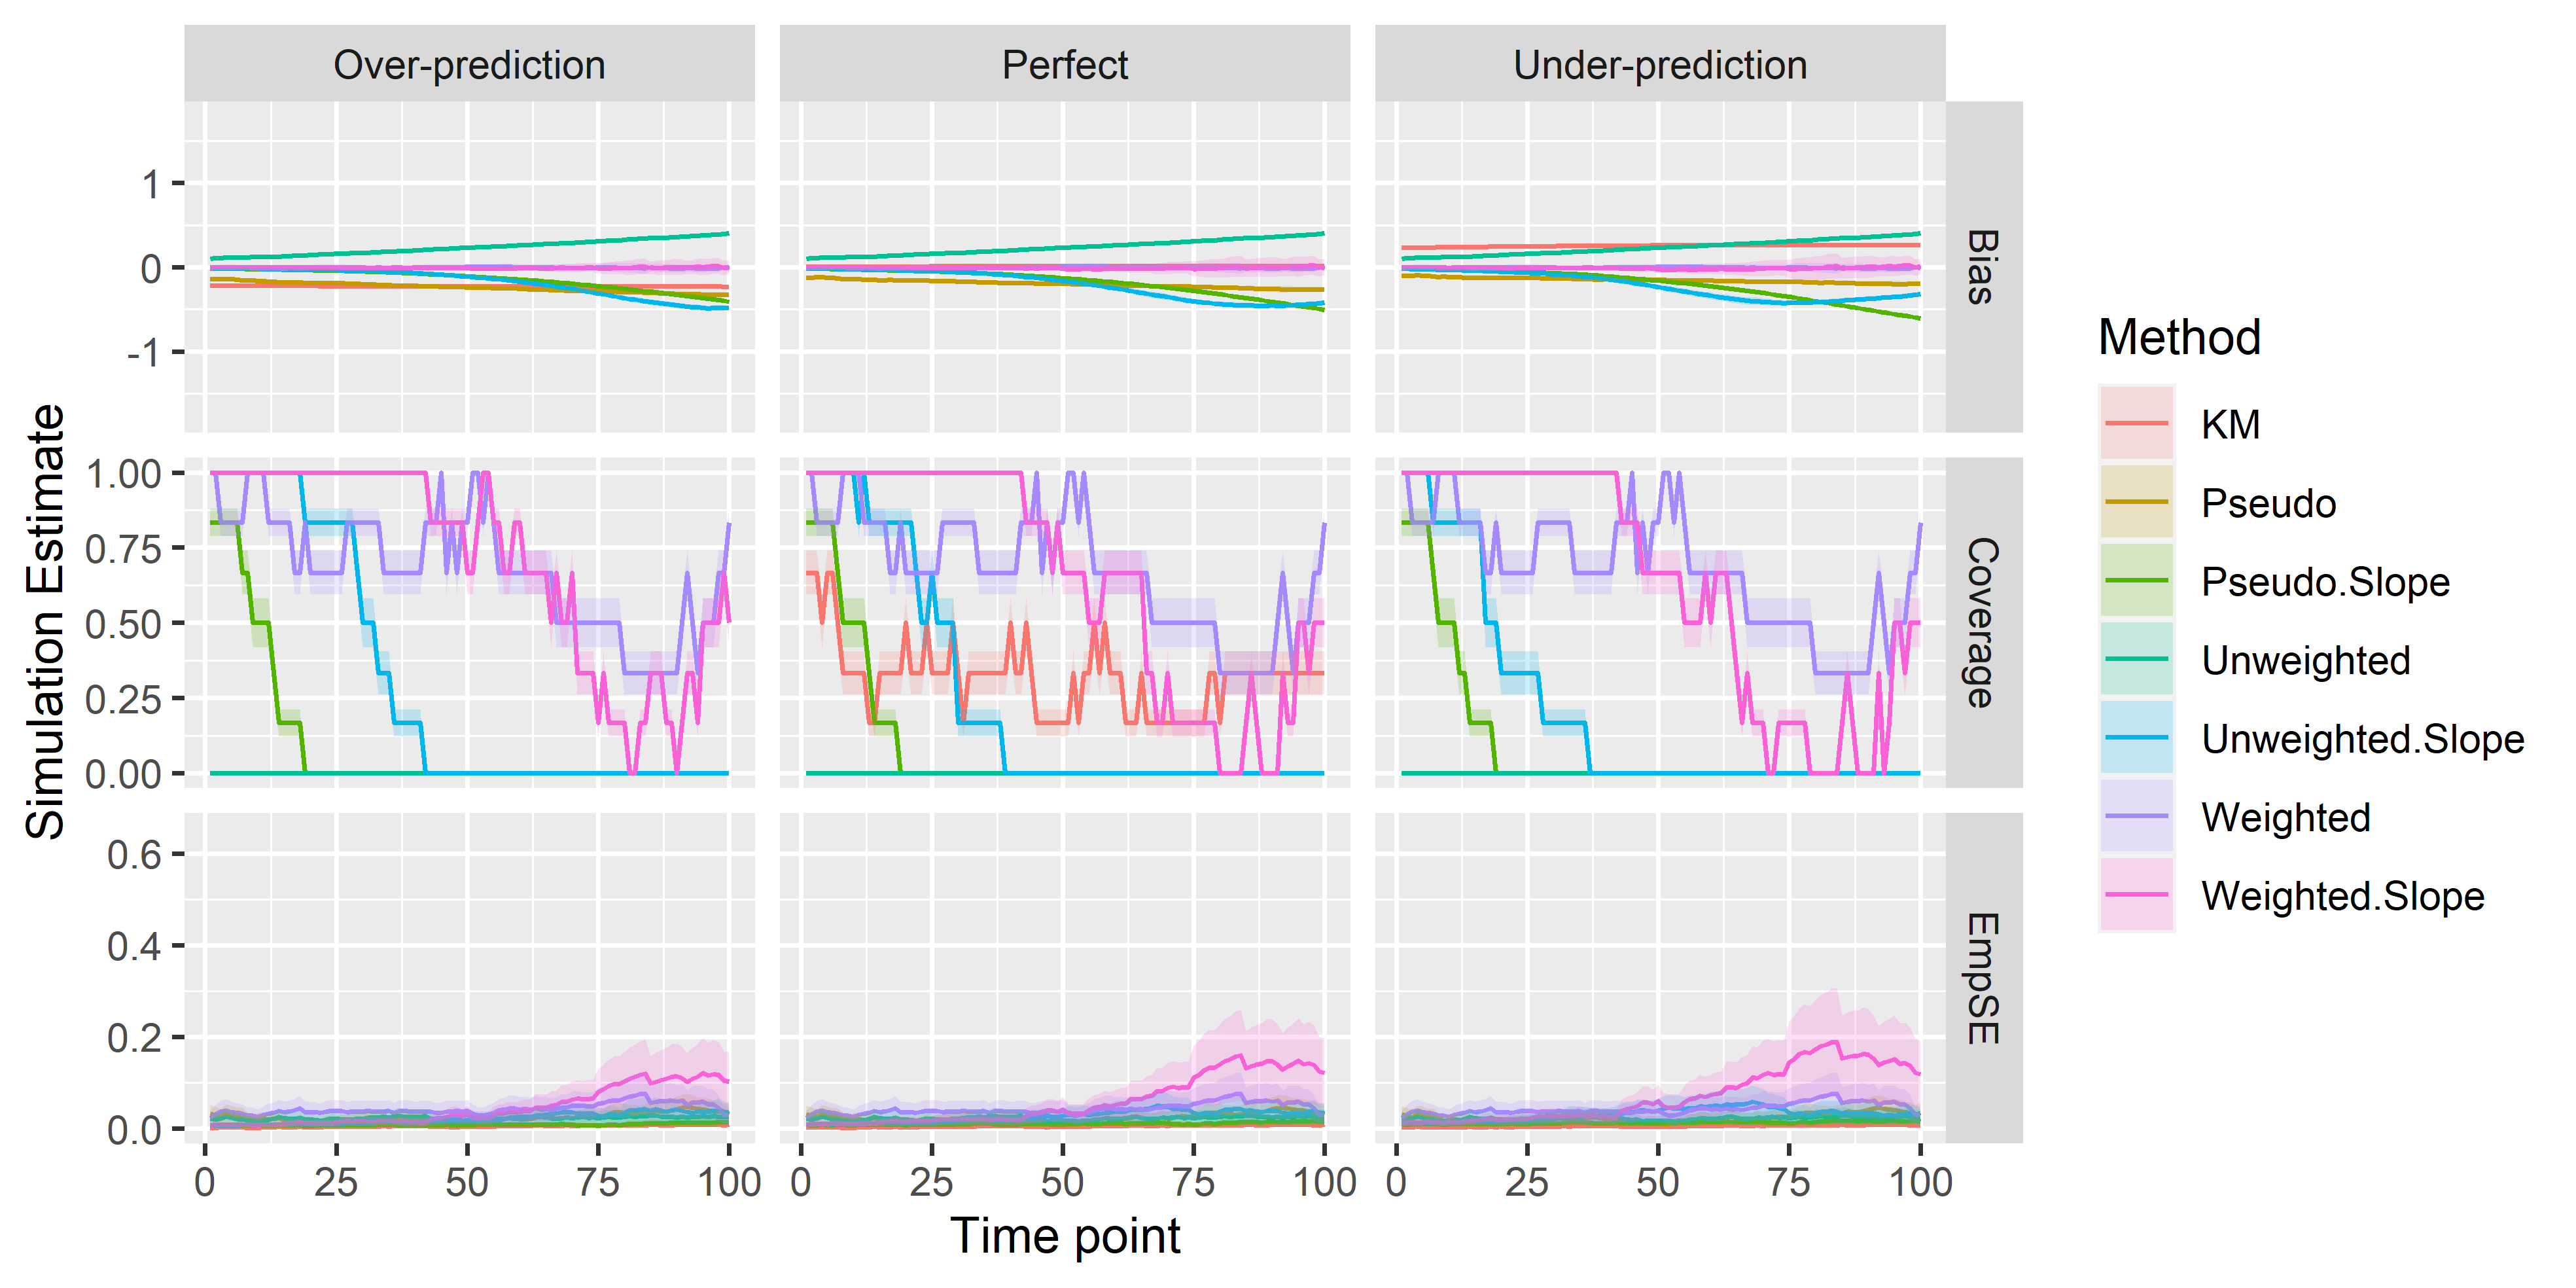 Over-prediction
Perfect
Under-prediction
1
0
-1
Bias
1.00
0.75
0.50
0.25
0.00
Coverage
0.6
0.4
0.2
0.0
EmpSE
0 25 50 75 100
0 25 50 75 100
0 25 50 75 100
Time point
Simulation Estimate
Method
KM
Pseudo
Pseudo.Slope
Unweighted
Unweighted.Slope
Weighted
Weighted.Slope